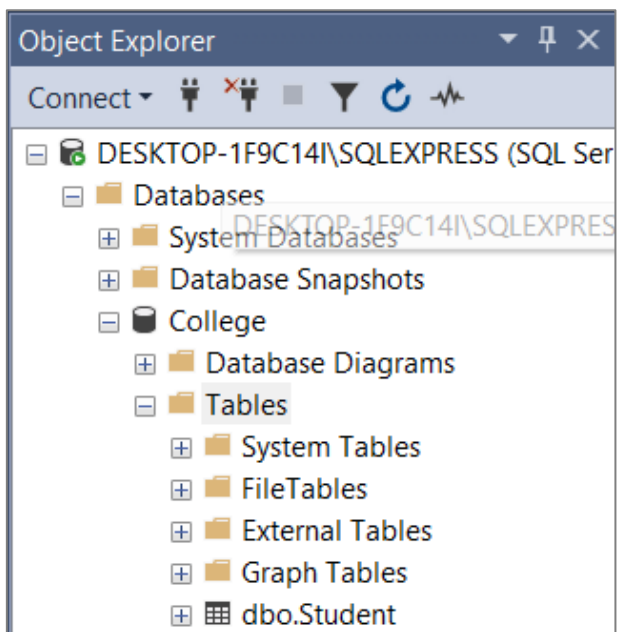 Object Explorer
Connect
DESKTOP-1F9C14I\SQLEXPRESS (SQL Ser
Databases
DESKTOP-1F9C14I\SQLEXPRES
System Databases
Database Snapshots
College
Database Diagrams
Tables
System Tables
FileTables
External Tables
Graph Tables
dbo.Student